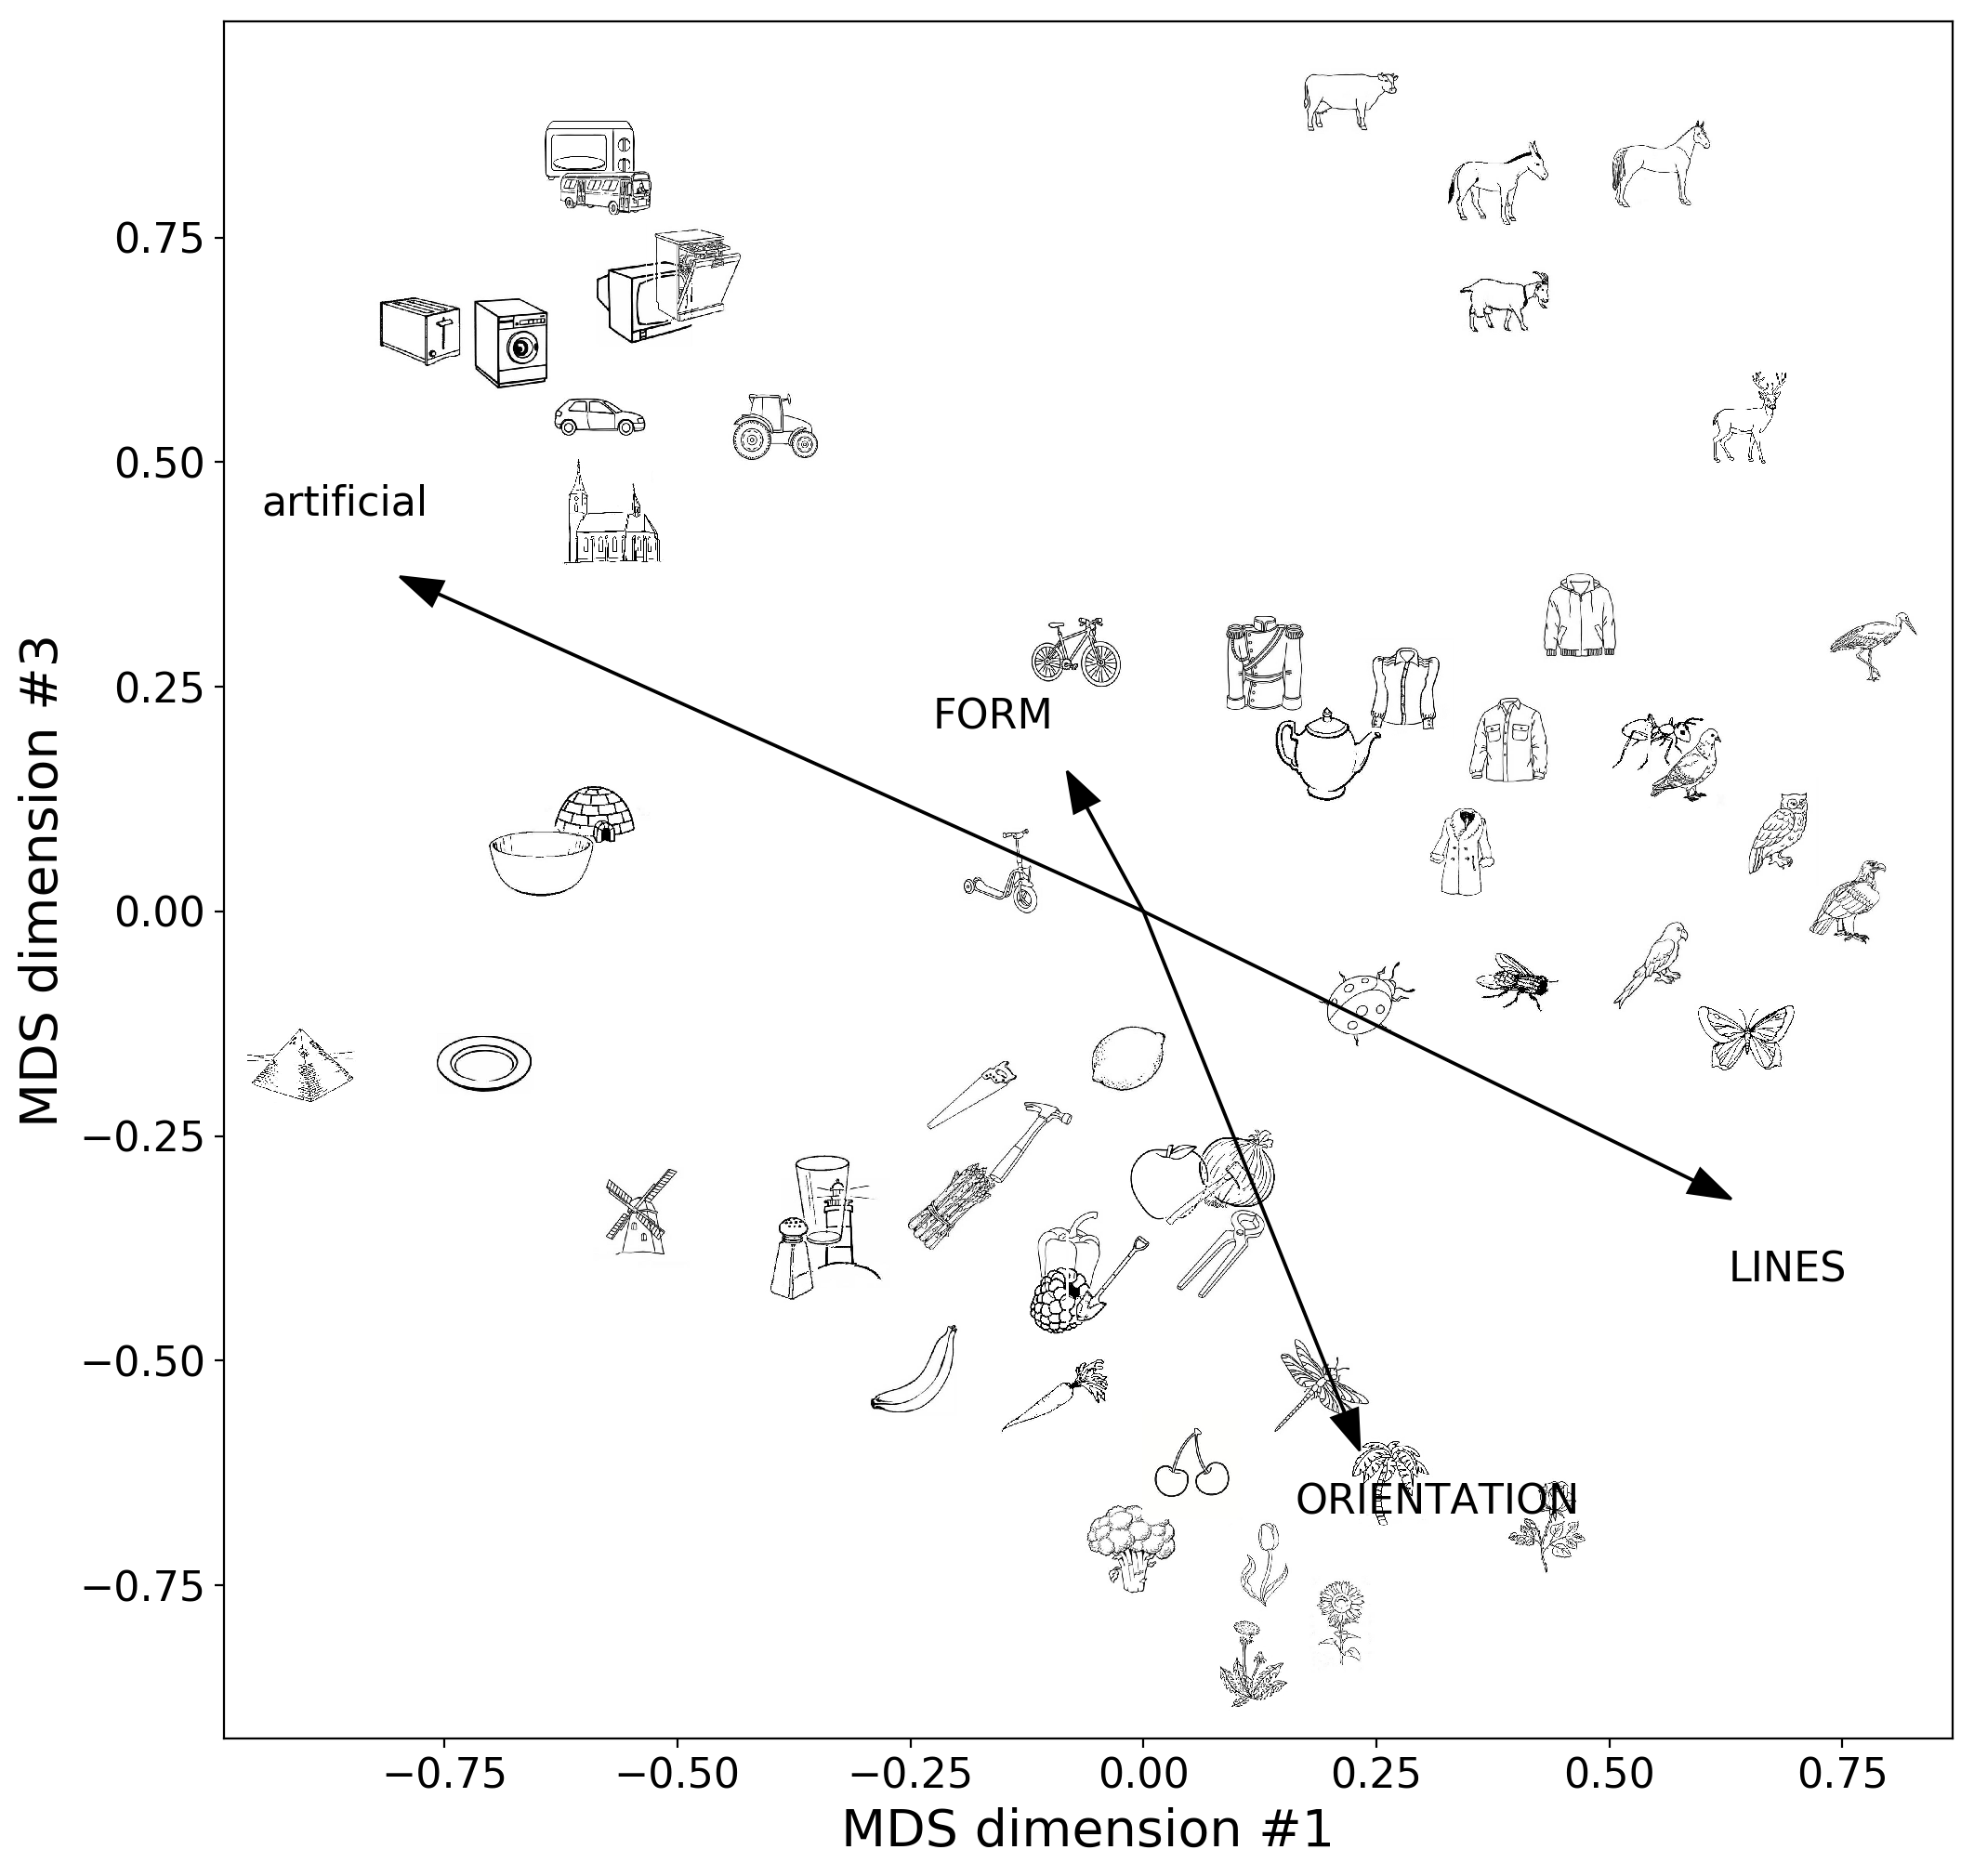 0.75
0.50
artificial
0.25
FORM
0.00
−0.25
LINES
−0.50
ORIENTATION
−0.75
−0.75 −0.50 −0.25 0.00 0.25 0.50 0.75
MDS dimension #1
MDS dimension #3